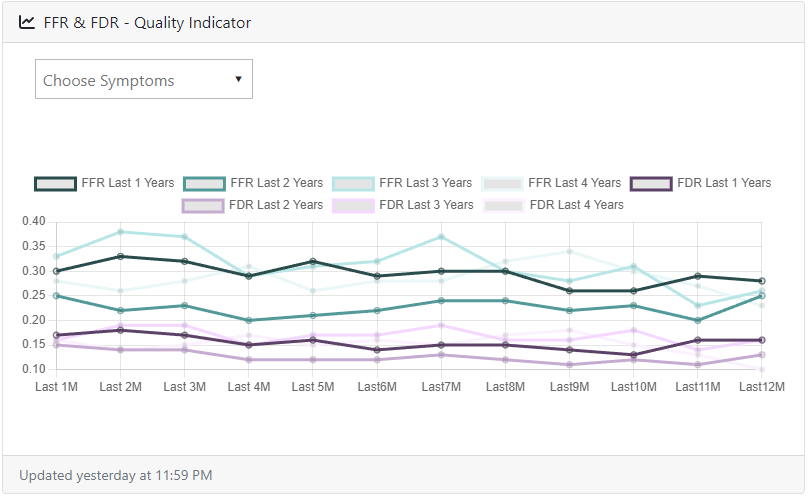 FFR & FDR - Quality Indicator
Choose Symptoms
FFR Last 1 Years FFR Last 2 Years FFR Last 3 Years FFR Last 4 Years FDR Last 1 Years
FDR Last 2 Years FDR Last 3 Years FDR Last 4 Years
0.40
0.35
0.30
0.25
0.20
0.15
0.10
Last 1M Last 2M Last 3M Last 4M Last 5M Last6M Last7M Last8M Last9M Last10M Last11M Last12M
Updated yesterday at 11:59 PM